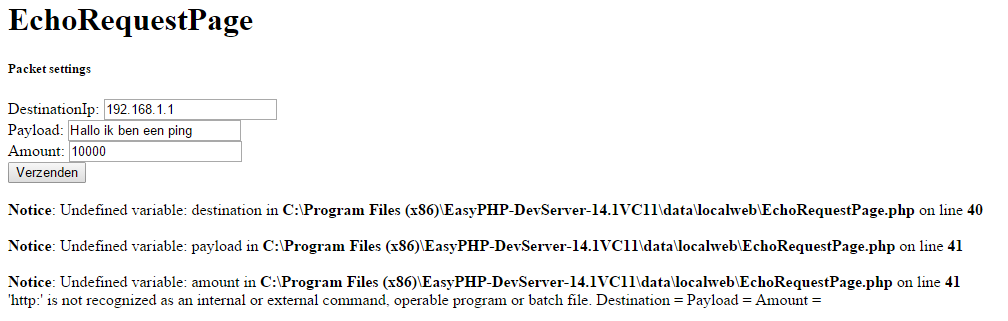 EchoRequestPage
Packet settings
DestinationIp: 192.168.1.1
Payload: Hallo ik ben een ping
Amount: 10000
Verzenden
Notice: Undefined variable: destination in C:\Program Files (x86)\EasyPHP-DevServer-14.1VC11\data\localweb\EchoRequestPage.php on line 40
Notice: Undefined variable: payload in C:\Program Files (x86)\EasyPHP-DevServer-14.1VC11\data\localweb\EchoRequestPage.php on line 41
Notice: Undefined variable: amount in C:\Program Files (x86)\EasyPHP-DevServer-14.1VC11\data\localweb\EchoRequestPage.php on line 41
'http:' is not recognized as an internal or external command, operable program or batch file. Destination = Payload = Amount =